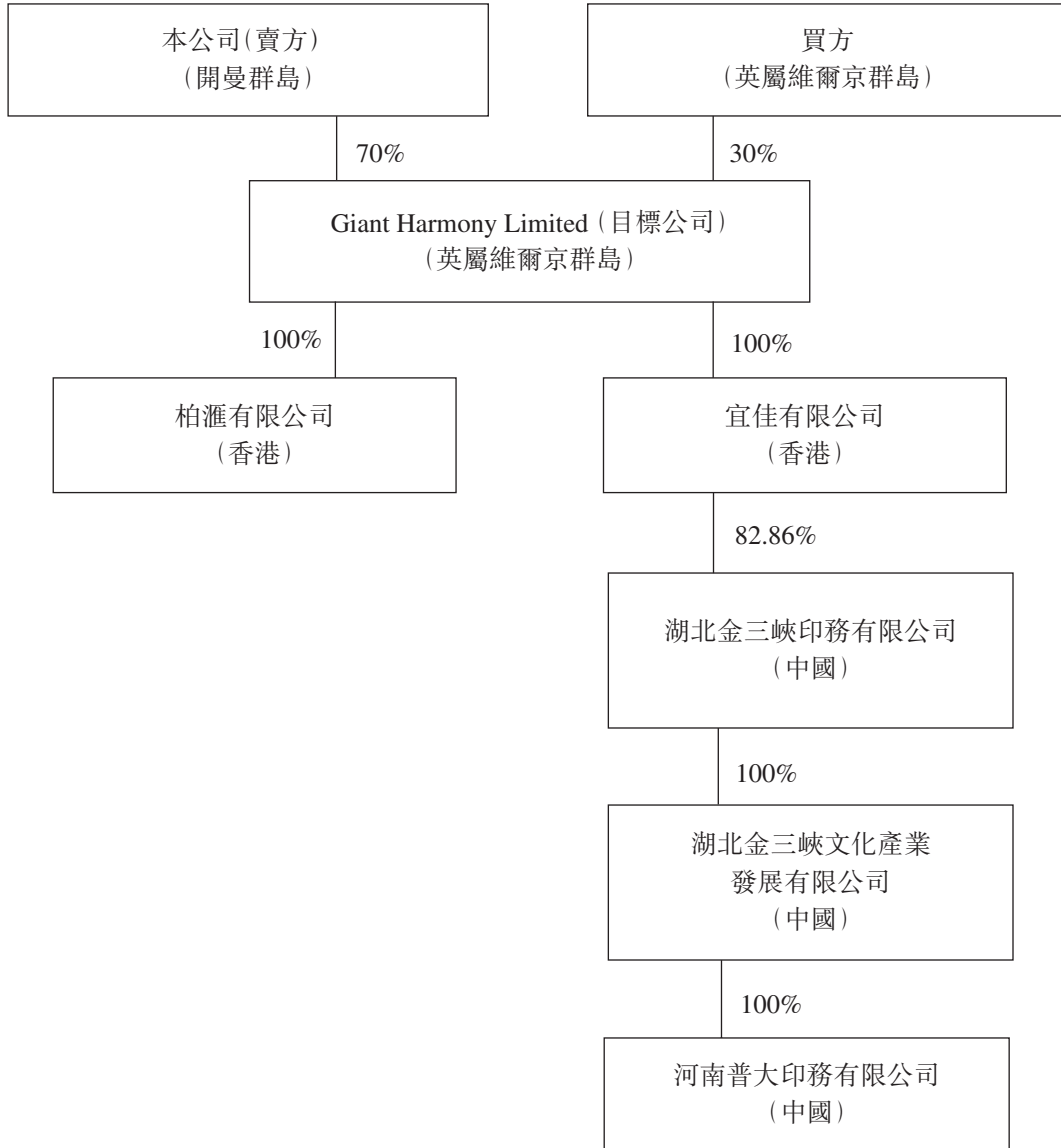 本公司(賣方)
(開曼群島)
買方
(英屬維爾京群島)
70%
30%
Giant Harmony Limited (目標公司)
(英屬維爾京群島)
100%
100%
柏滙有限公司
(香港)
宜佳有限公司
(香港)
82.86%
湖北金三峽印務有限公司
(中國)
100%
湖北金三峽文化產業
發展有限公司
(中國)
100%
河南普大印務有限公司
(中國)